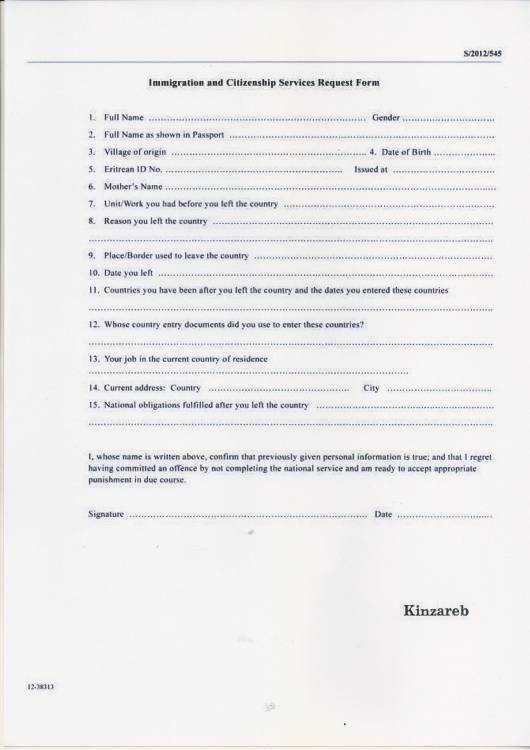 S/2012/545
Immigration and Citizenship Services Request Form
1. Full Name ........................ Gender ........................
2. Full Name as shown in Passport ........................
3. Village of origin ........................ 4. Date of Birth ........................
5. Eritrean ID No. ........................ Issued at ........................
6. Mother's Name ........................
7. Unit/Work you had before you left the country ........................
8. Reason you left the country ........................
........................
9. Place/Border used to leave the country ........................
10. Date you left ........................
11. Countries you have been after you left the country and the dates you entered these countries
........................
12. Whose country entry documents did you use to enter these countries?
........................
13. Your job in the current country of residence
........................
14. Current address: Country ........................ City ........................
15. National obligations fulfilled after you left the country ........................
........................
I, whose name is written above, confirm that previously given personal information is true; and that I regret
having committed an offence by not completing the national service and am ready to accept appropriate
punishment in due course.
Signature ........................ Date ........................
Kinzareb
12-38313